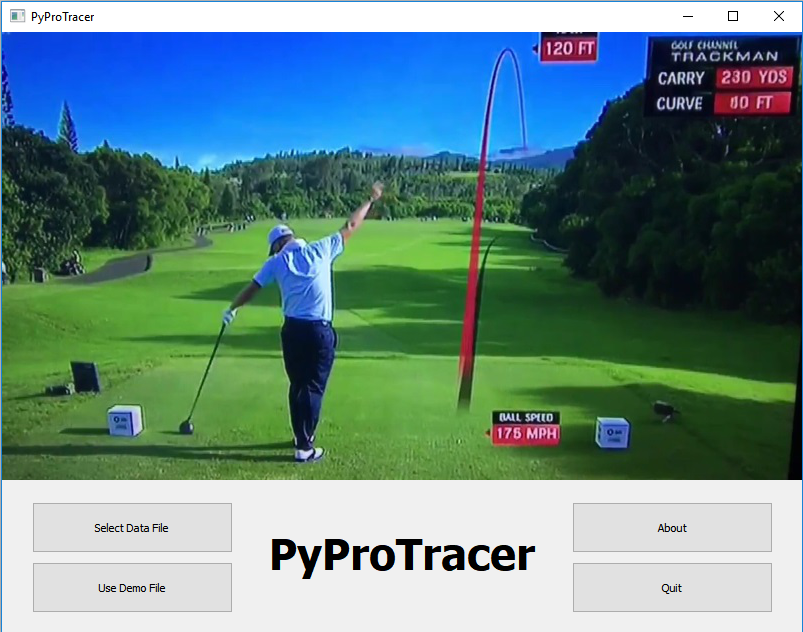 PyProTracer
120 FT
GOLF CHANNEL
TRACKMAN
CARRY 230 YDS
CURVE 60 FT
BALL SPEED
175 MPH
Select Data File
Use Demo File
PyProTracer
About
Quit